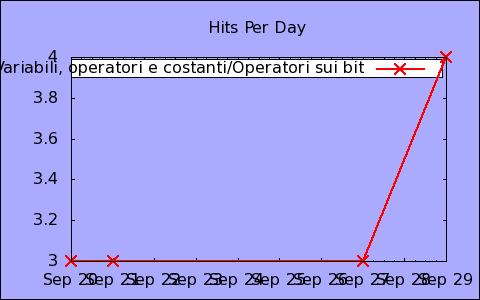 Hits Per Day
Variabili, operatori e costanti/Operatori sui bit
4
3.8
3.6
3.4
3.2
3
Sep 20 Sep 21 Sep 22 Sep 23 Sep 24 Sep 25 Sep 26 Sep 27 Sep 28 Sep 29